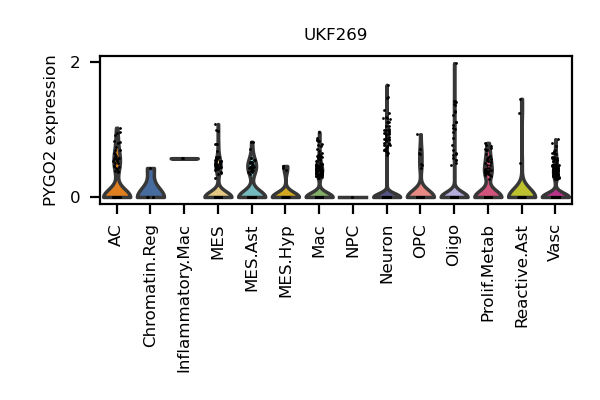 UKF269
PYGO2 expression
2
0
AC
Chromatin.Reg
Inflammatory.Mac
MES
MES.Ast
MES.Hyp
Mac
NPC
Neuron
OPC
Oligo
Prolif.Metab
Reactive.Ast
Vasc